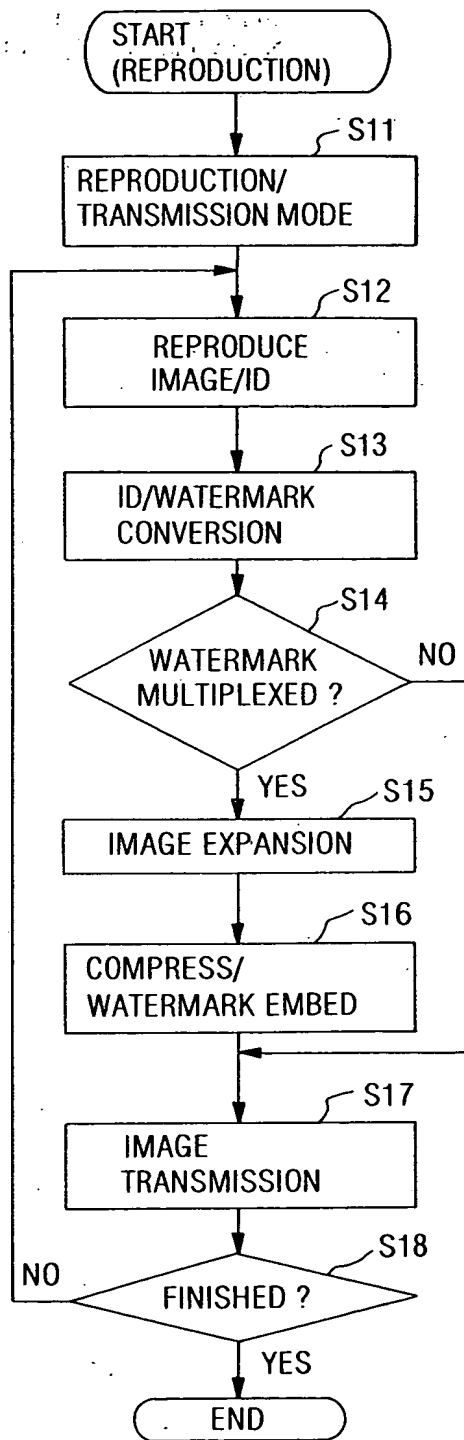 START
(REPRODUCTION)
S11
REPRODUCTION/
TRANSMISSION MODE
S12
REPRODUCE
IMAGE/ID
S13
ID/WATERMARK
CONVERSION
S14
WATERMARK
MULTIPLEXED ?
NO
YES
S15
IMAGE EXPANSION
S16
COMPRESS/
WATERMARK EMBED
S17
IMAGE
TRANSMISSION
S18
NO
FINISHED ?
YES
END